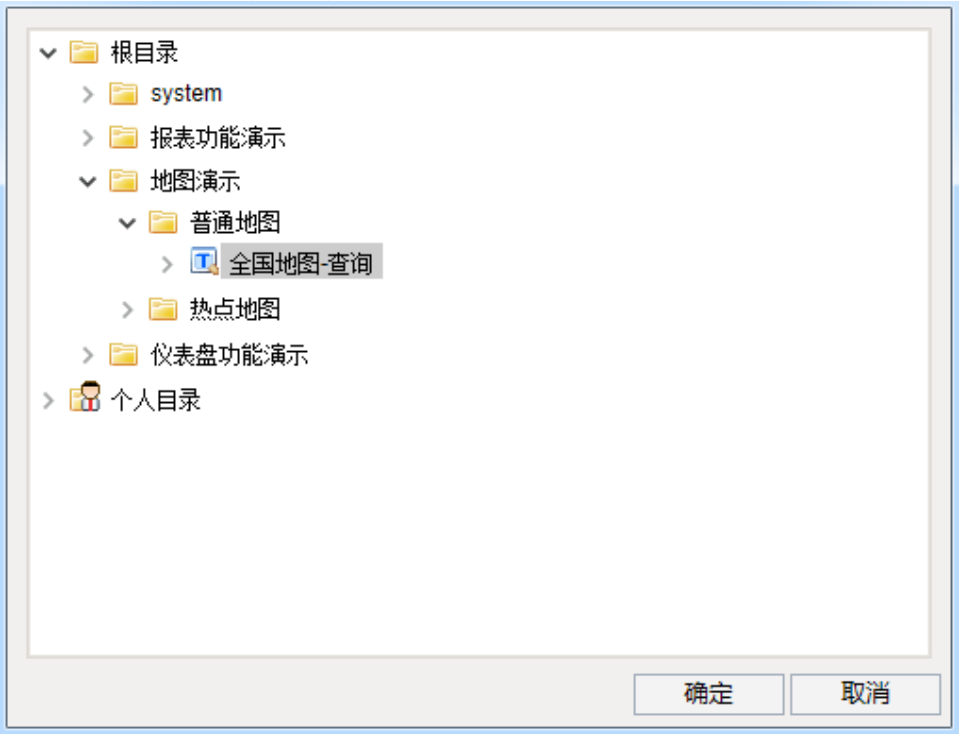 根目录
system
报表功能演示
地图演示
普通地图
全国地图-查询
热点地图
仪表盘功能演示
个人目录
确定 取消